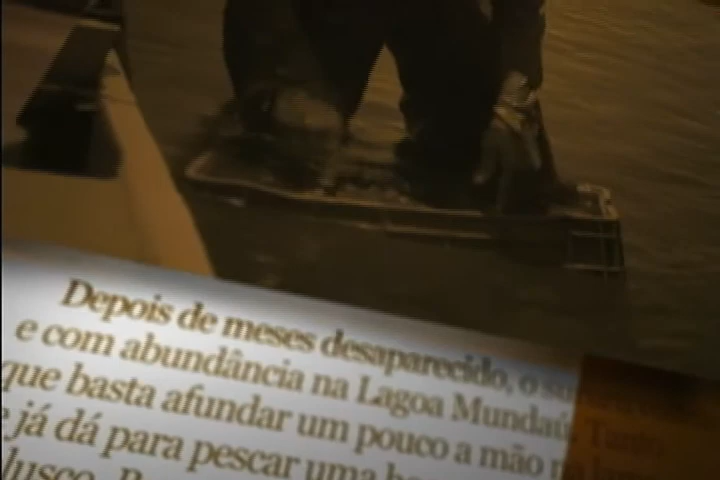 Depois de meses desaparecido, o
e com abundância na Lagoa Mundaú. Tanto
que basta afundar um pouco a mão
já dá para pescar uma